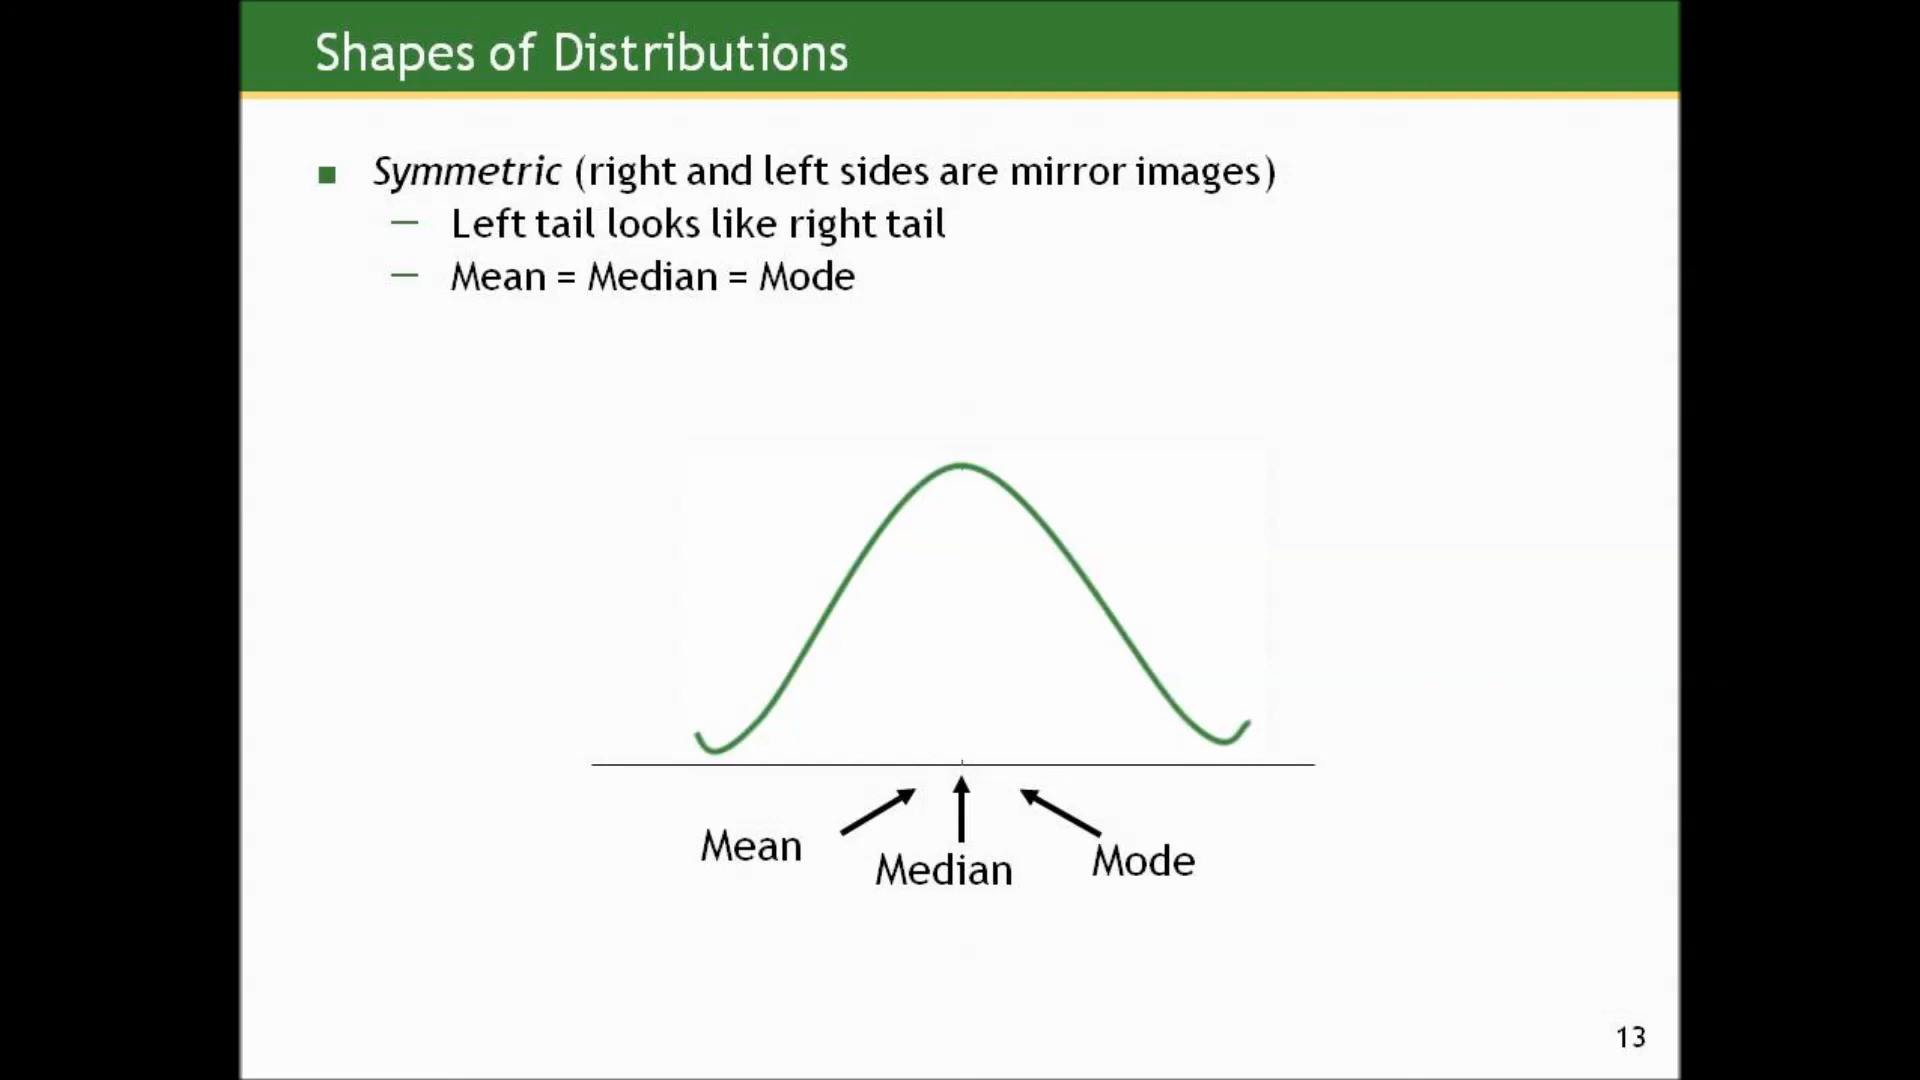 Shapes of Distributions
Symmetric (right and left sides are mirror images)
— Left tail looks like right tail
— Mean = Median = Mode
Mean
Median
Mode
13